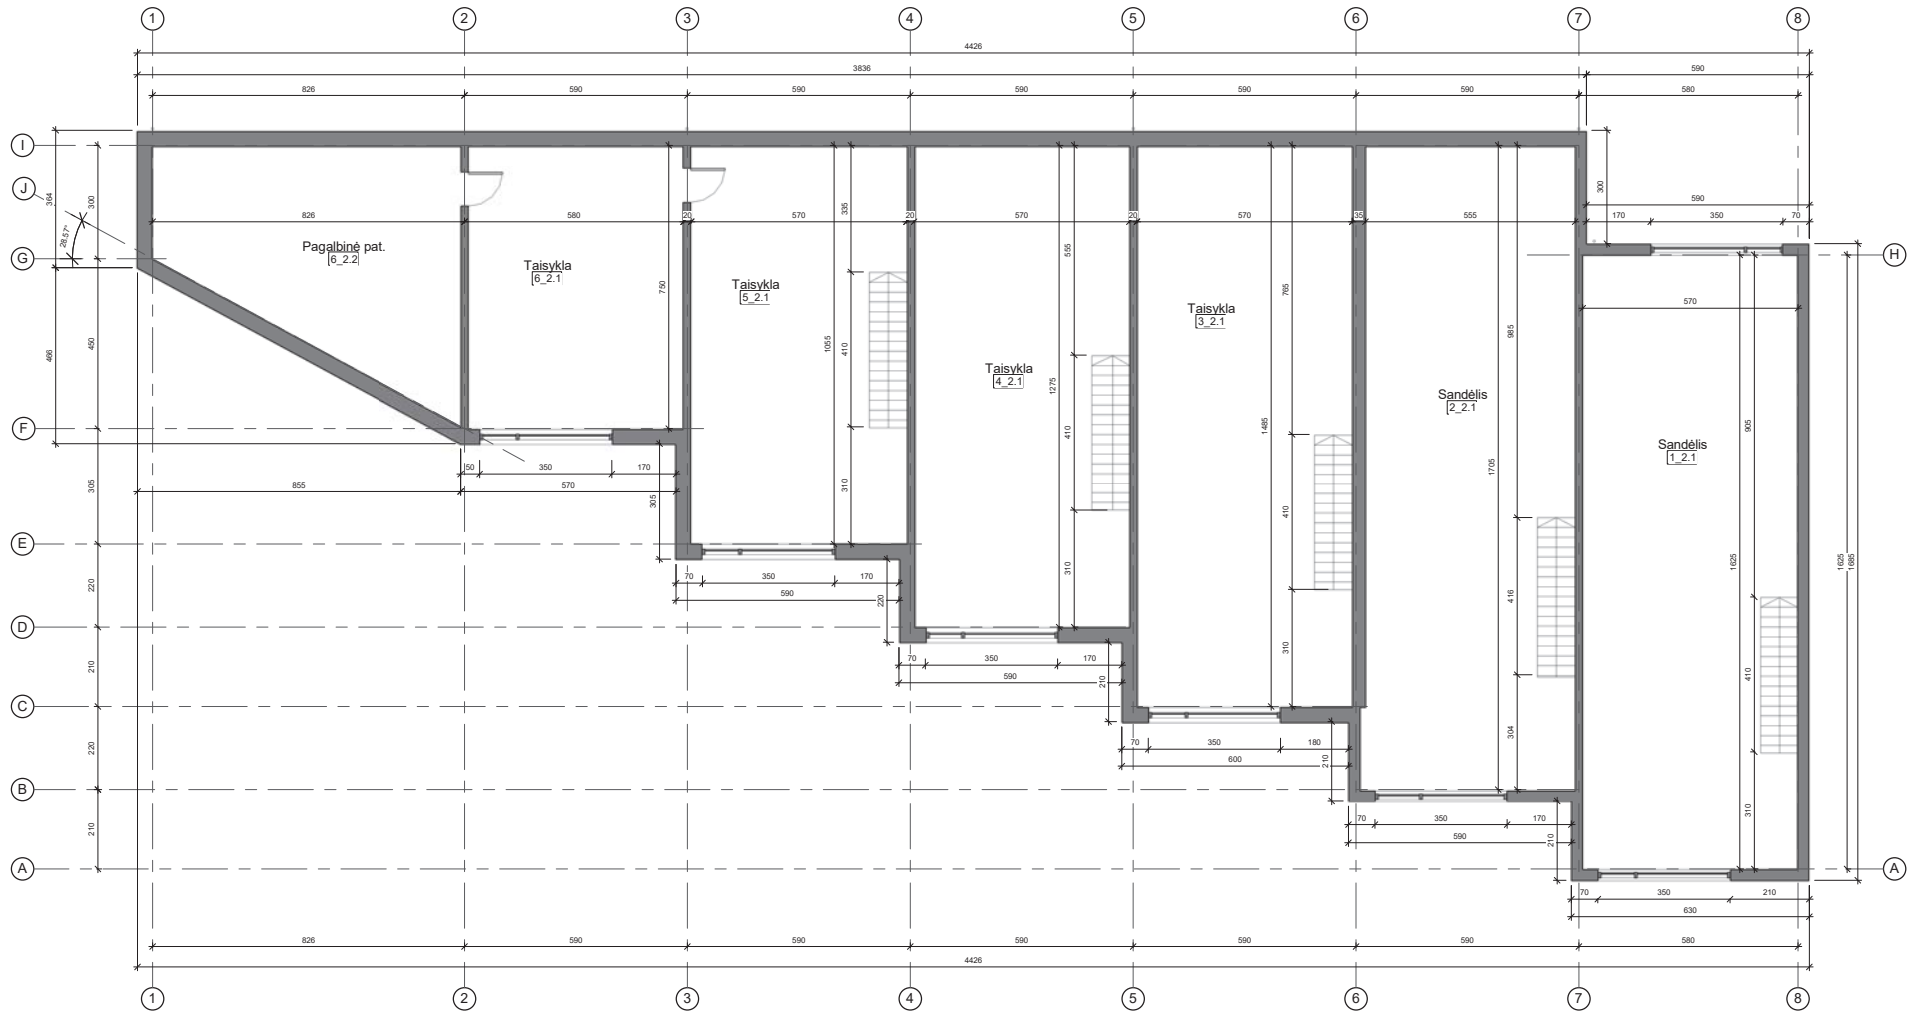 1 2 3 4 5 6 7 8
4426
3836 590
826 590 590 590 590 590 580
I
J
G
F
E
D
C
B
A
H
A
364
466
28.57°
300
450
305
220
210
220
210
300
590
170 350 70
826 580 20 570 20 570 20 570 35 555
Pagalbinė pat.
6_2.2
Taisykla
6_2.1
750
Taisykla
5_2.1
1055
335
410
310
Taisykla
4_2.1
1275
555
410
310
Taisykla
3_2.1
1485
765
410
310
Sandėlis
2_2.1
1705
985
416
304
570
Sandėlis
1_2.1
1625
905
410
310
1625
1685
50 350 170
855 570
305
70 350 170
590
220
70 350 170
590
210
70 350 180
600
210
70 350 170
590
210
70 350 210
630
826 590 590 590 590 590 580
4426
1 2 3 4 5 6 7 8